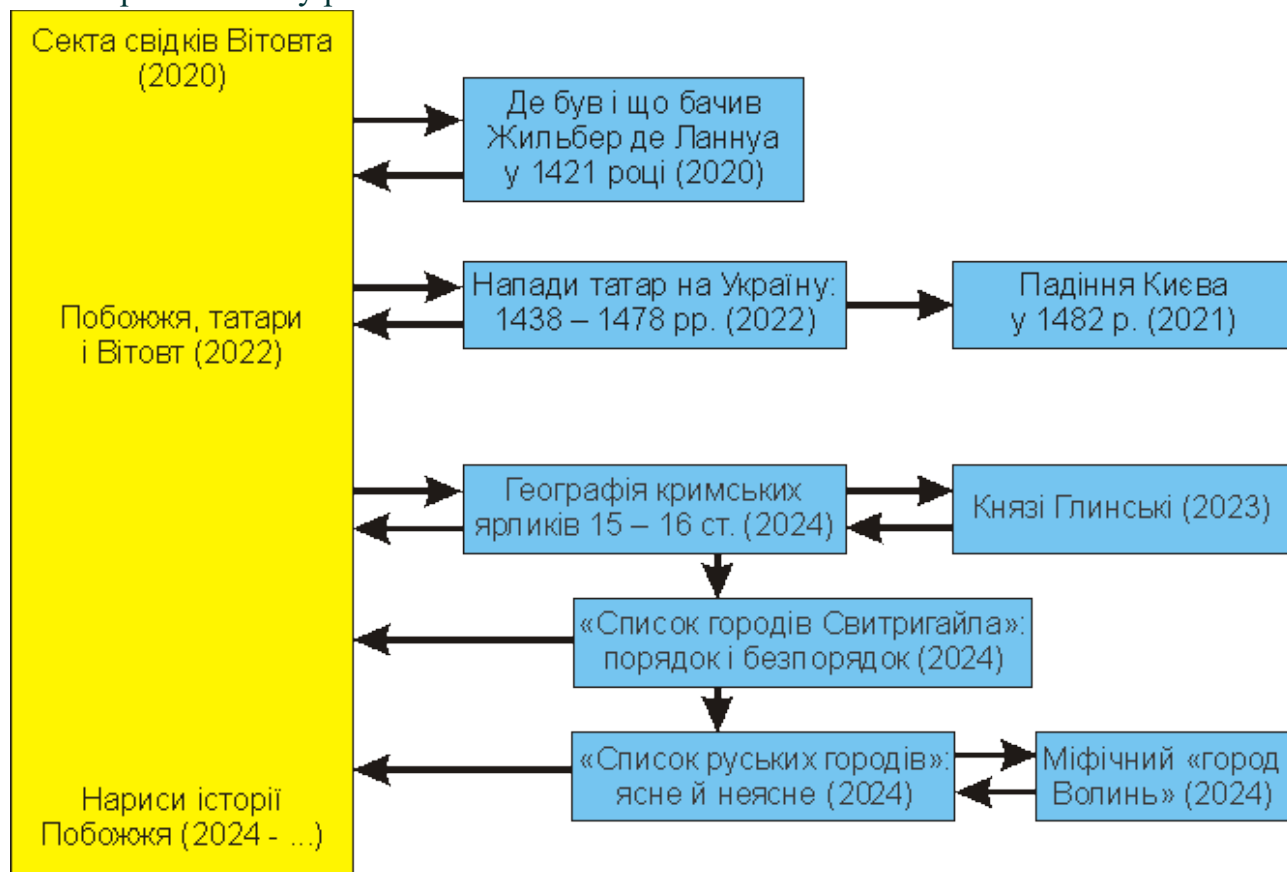 Секта свідків Вітовта
(2020)
Де був і що бачив
Жильбер де Ланнуа
у 1421 році (2020)
Побожжя, татари
і Вітовт (2022)
Напади татар на Україну:
1438 – 1478 рр. (2022)
Падіння Києва
у 1482 р. (2021)
Географія кримських
ярликів 15 – 16 ст. (2024)
Князі Глинські (2023)
«Список городів Свитригайла»:
порядок і безпорядок (2024)
«Список руських городів»:
ясне й неясне (2024)
Міфічний «город
Волинь» (2024)
Нариси історії
Побожжя (2024 - ...)